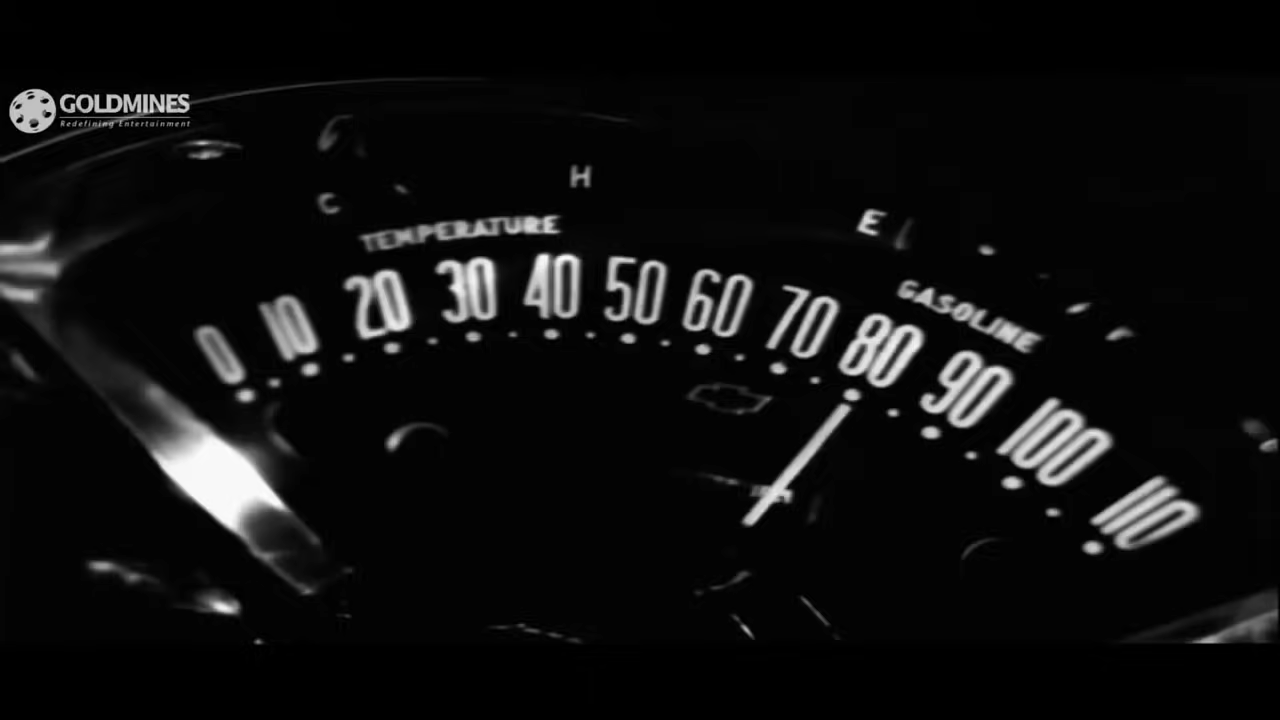 GOLDMINES
Redefining Entertainment
C H
TEMPERATURE
E
GASOLINE
0 10 20 30 40 50 60 70 80 90 100 110